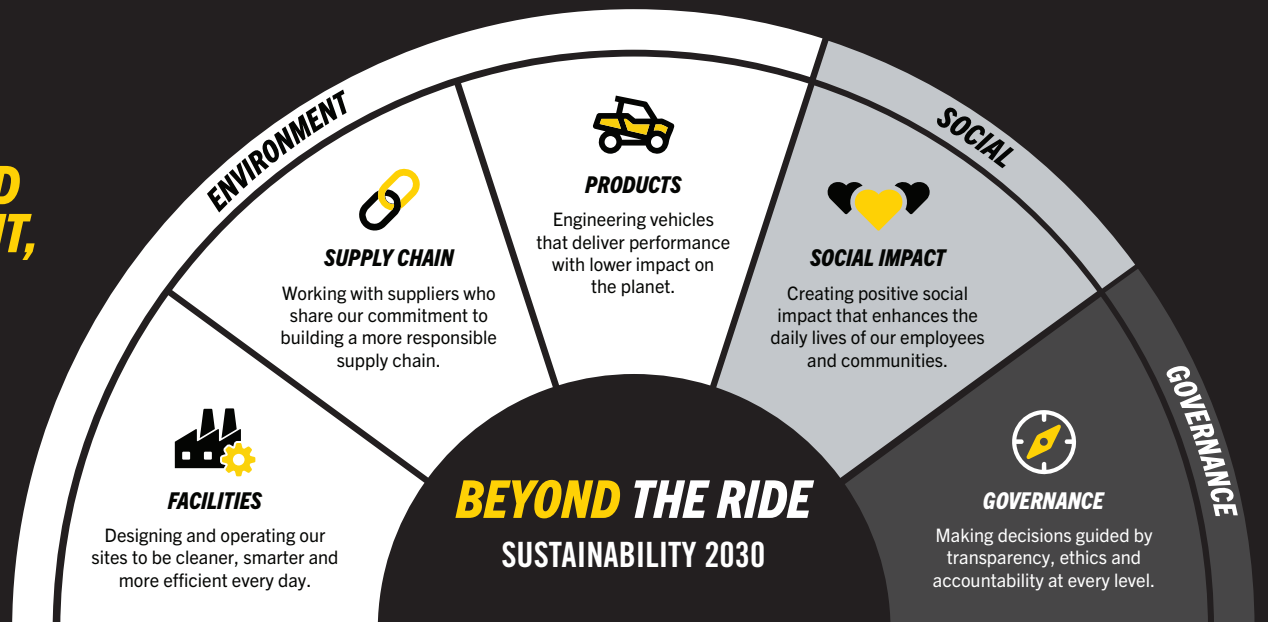 ENVIRONMENT
SOCIAL
GOVERNANCE
FACILITIES
Designing and operating our
sites to be cleaner, smarter and
more efficient every day.
SUPPLY CHAIN
Working with suppliers who
share our commitment to
building a more responsible
supply chain.
PRODUCTS
Engineering vehicles
that deliver performance
with lower impact on
the planet.
SOCIAL IMPACT
Creating positive social
impact that enhances the
daily lives of our employees
and communities.
GOVERNANCE
Making decisions guided by
transparency, ethics and
accountability at every level.
BEYOND THE RIDE
SUSTAINABILITY 2030